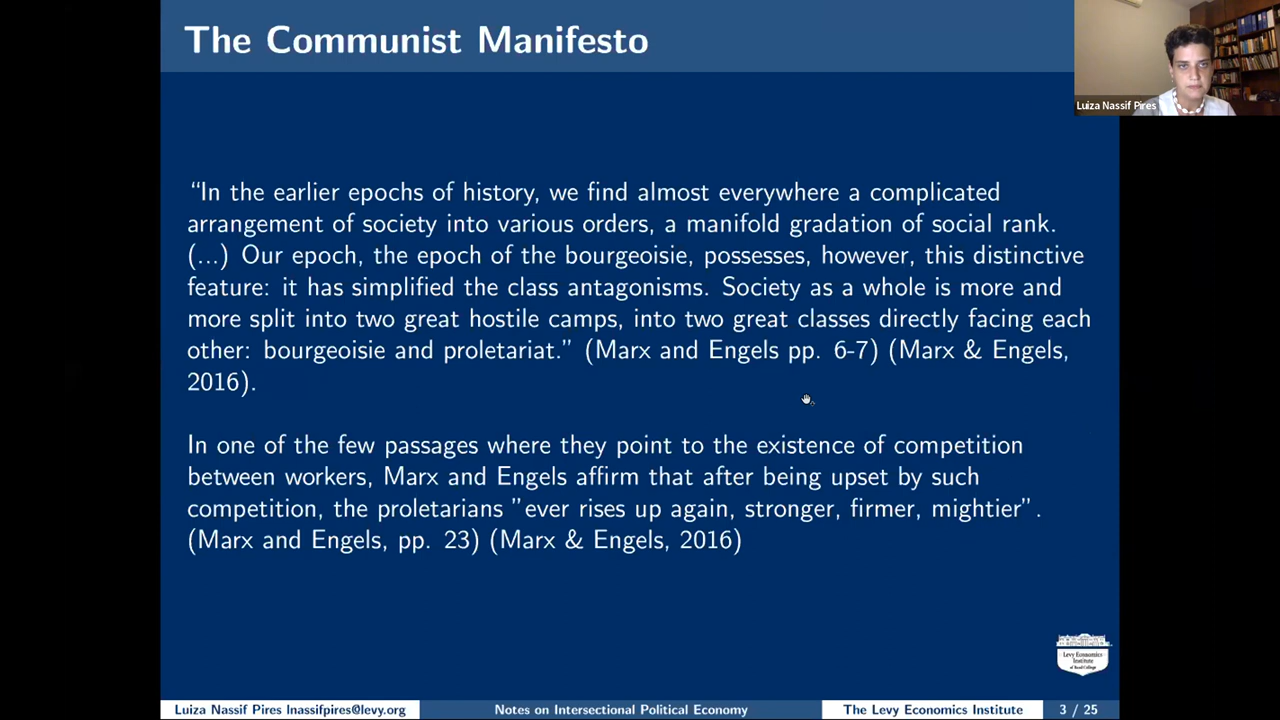 The Communist Manifesto
Luiza Nassif Pires
“In the earlier epochs of history, we find almost everywhere a complicated
arrangement of society into various orders, a manifold gradation of social rank.
(...) Our epoch, the epoch of the bourgeoisie, possesses, however, this distinctive
feature: it has simplified the class antagonisms. Society as a whole is more and
more split into two great hostile camps, into two great classes directly facing each
other: bourgeoisie and proletariat.” (Marx and Engels pp. 6-7) (Marx & Engels,
2016).
In one of the few passages where they point to the existence of competition
between workers, Marx and Engels affirm that after being upset by such
competition, the proletarians ”ever rises up again, stronger, firmer, mightier”.
(Marx and Engels, pp. 23) (Marx & Engels, 2016)
Levy Economics
Institute
of Bard College
Luiza Nassif Pires lnassifpires@levy.org
Notes on Intersectional Political Economy
The Levy Economics Institute
3 / 25